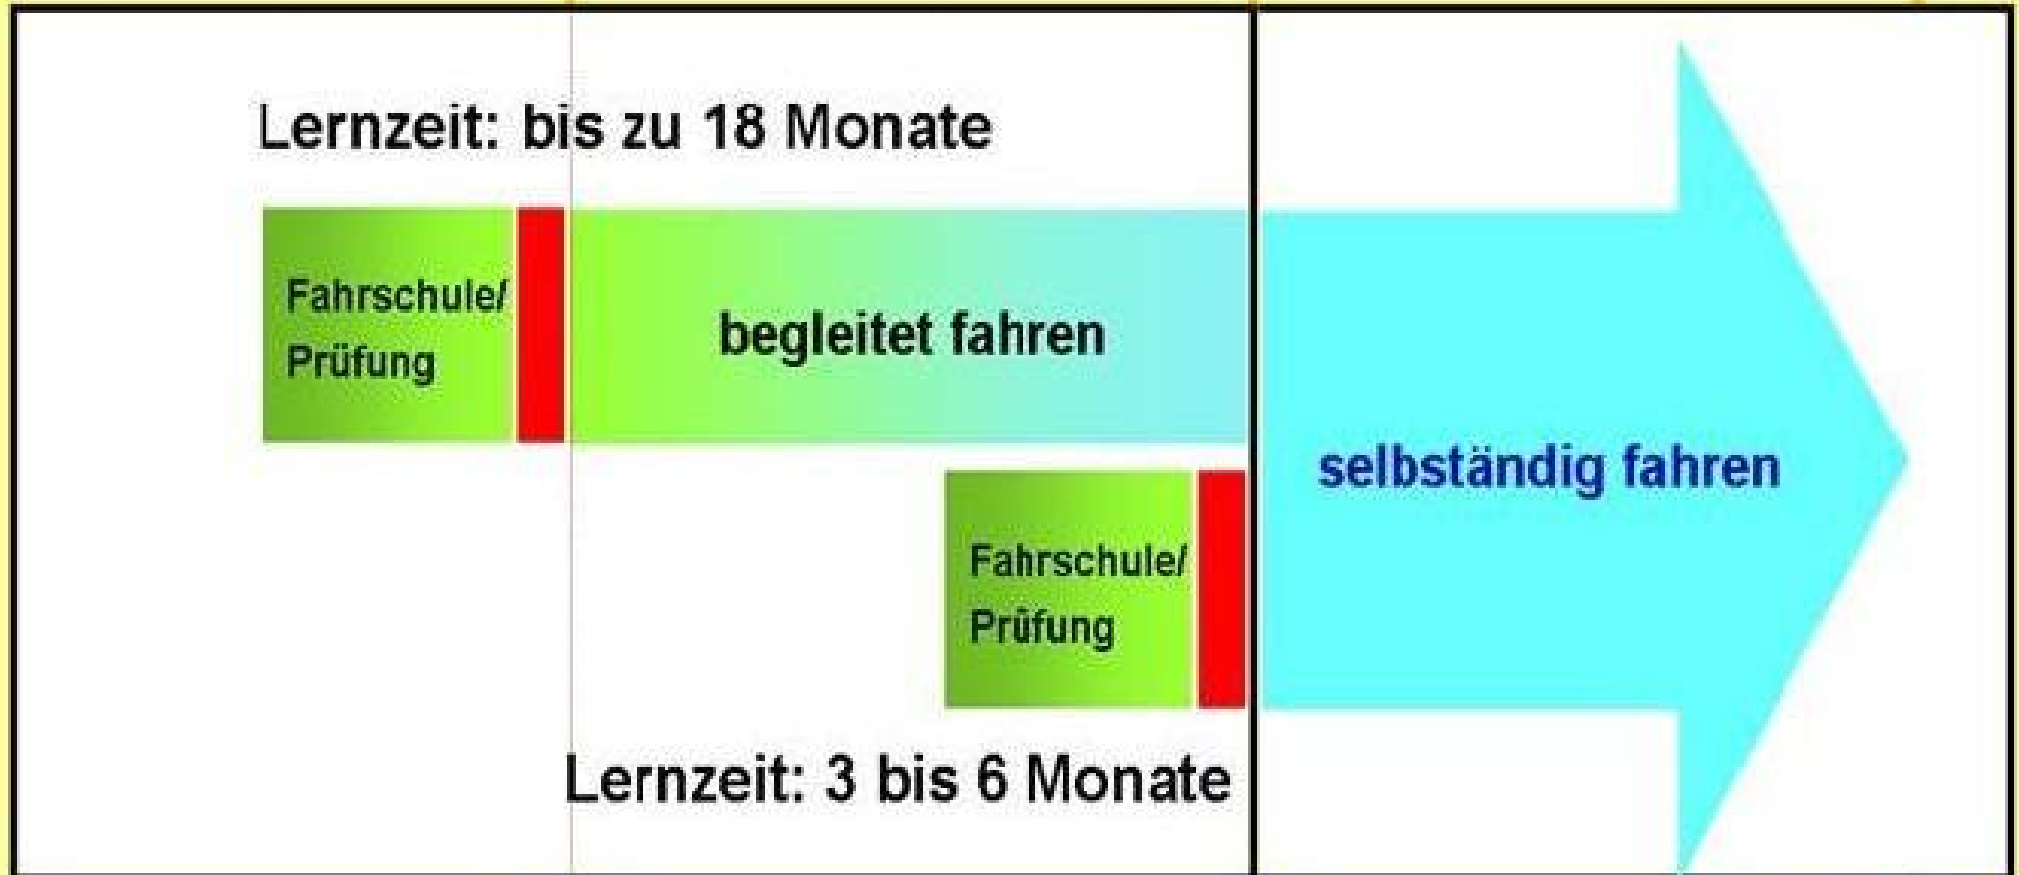 Lernzeit: bis zu 18 Monate
Fahrschule/
Prüfung
begleitet fahren
selbständig fahren
Fahrschule/
Prüfung
Lernzeit: 3 bis 6 Monate